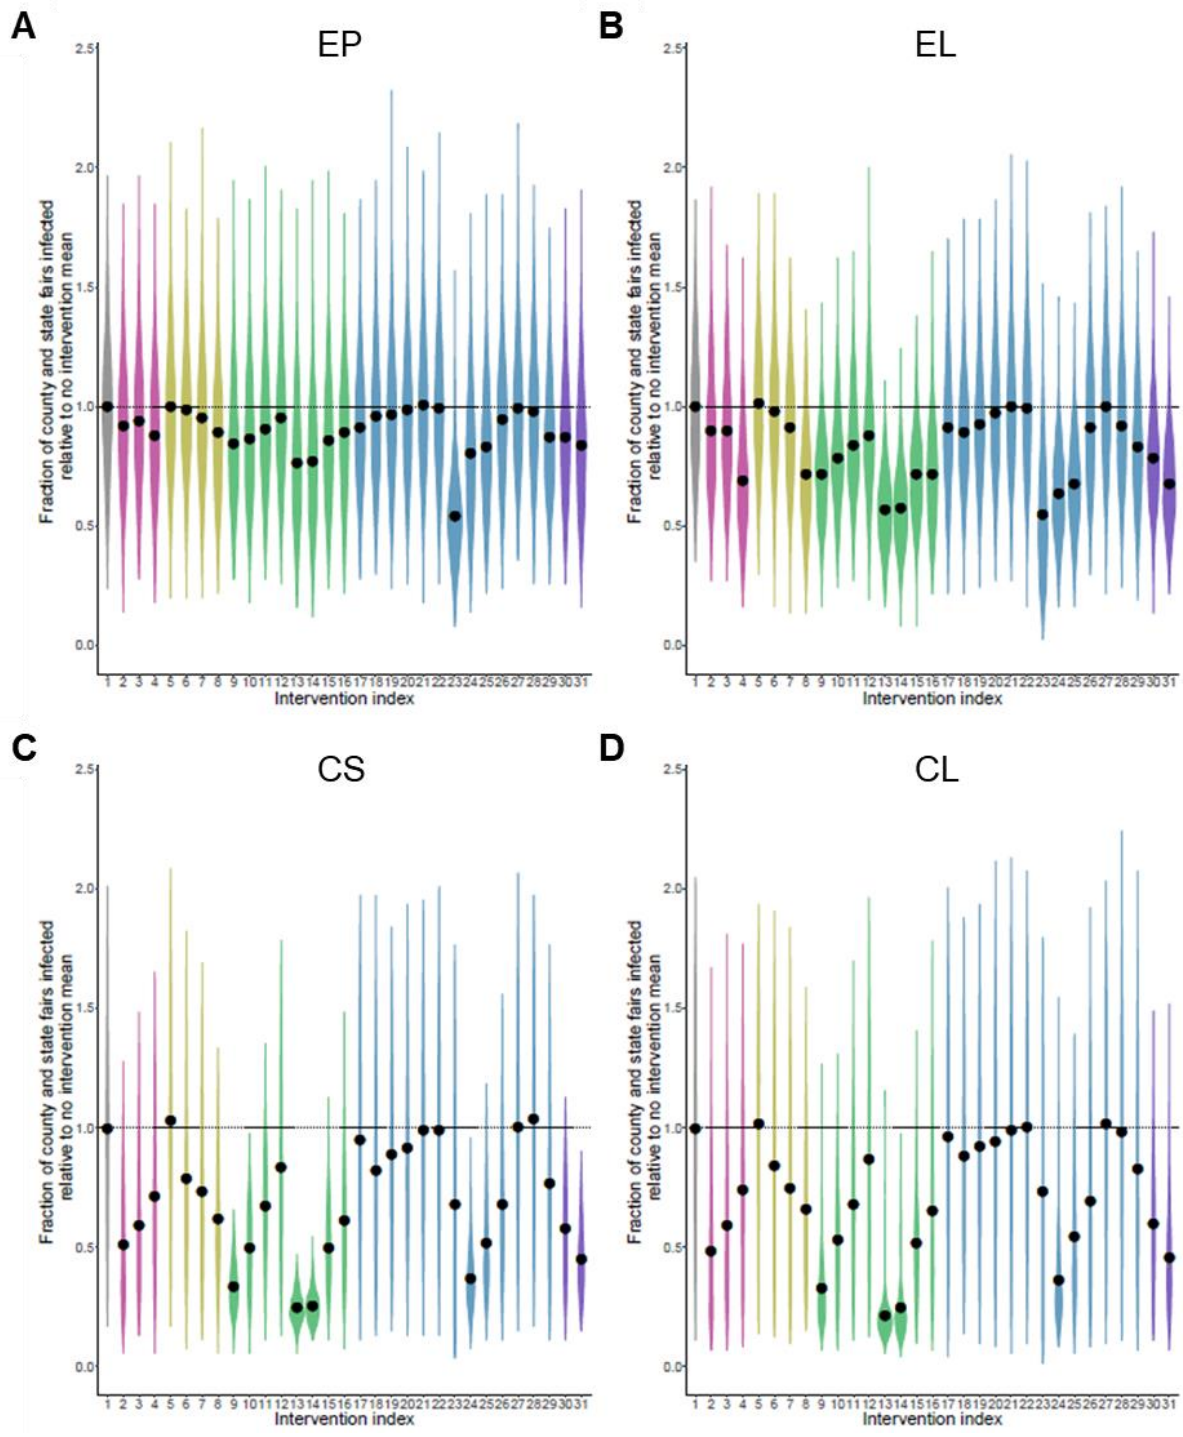 A
EP
2.5
2.0
1.5
1.0
0.5
0.0
Fraction of county and state fairs infected
relative to no intervention mean
1 2 3 4 5 6 7 8 9 10 11 12 13 14 15 16 17 18 19 20 21 22 23 24 25 26 27 28 29 30 31
Intervention index
B
EL
2.5
2.0
1.5
1.0
0.5
0.0
Fraction of county and state fairs infected
relative to no intervention mean
1 2 3 4 5 6 7 8 9 10 11 12 13 14 15 16 17 18 19 20 21 22 23 24 25 26 27 28 29 30 31
Intervention index
C
CS
2.5
2.0
1.5
1.0
0.5
0.0
Fraction of county and state fairs infected
relative to no intervention mean
1 2 3 4 5 6 7 8 9 10 11 12 13 14 15 16 17 18 19 20 21 22 23 24 25 26 27 28 29 30 31
Intervention index
D
CL
2.5
2.0
1.5
1.0
0.5
0.0
Fraction of county and state fairs infected
relative to no intervention mean
1 2 3 4 5 6 7 8 9 10 11 12 13 14 15 16 17 18 19 20 21 22 23 24 25 26 27 28 29 30 31
Intervention index